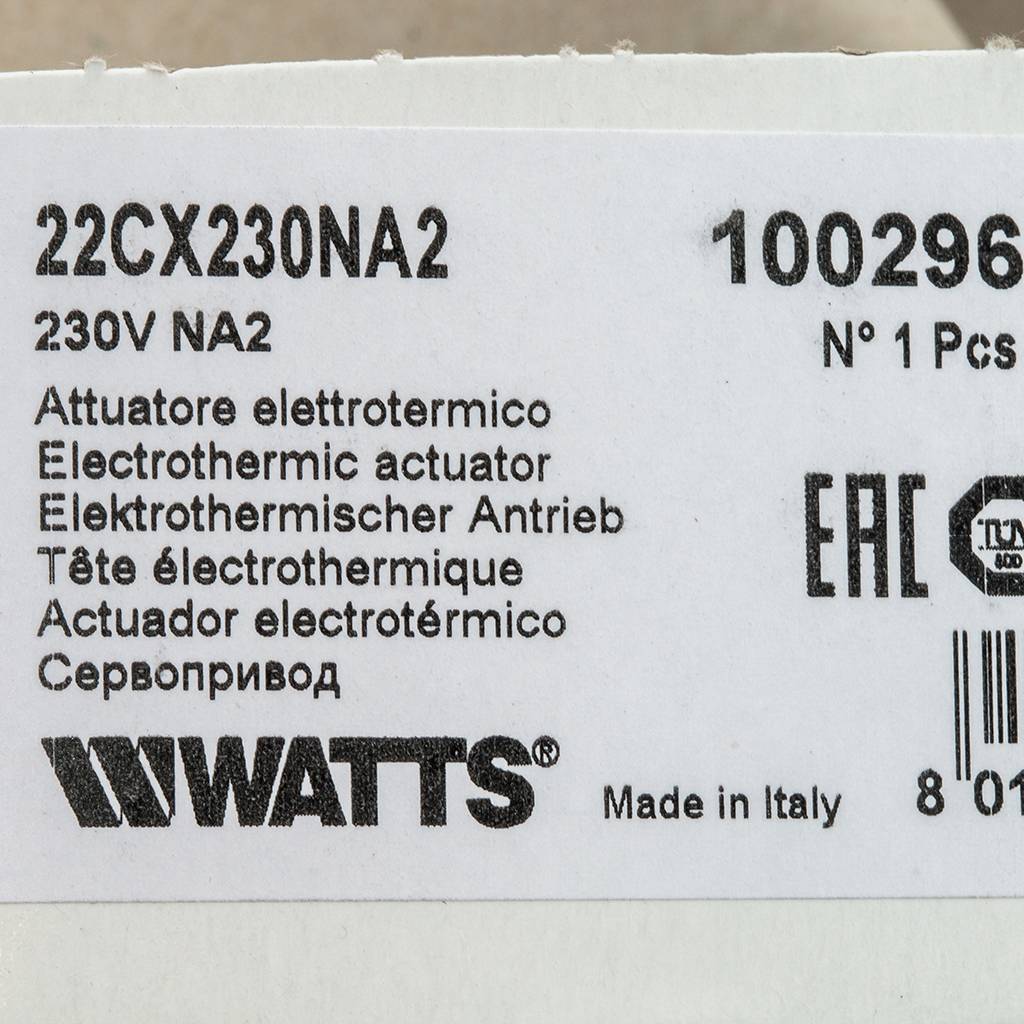 22CX230NA2
100296
230V NA2
N° 1 Pcs
Attuatore elettrotermico
Electrothermic actuator
Elektrothermischer Antrieb
Tête électrothermique
Actuador electrotérmico
Сервопривод
EAC
TÜV
WATTS®
Made in Italy
8 01